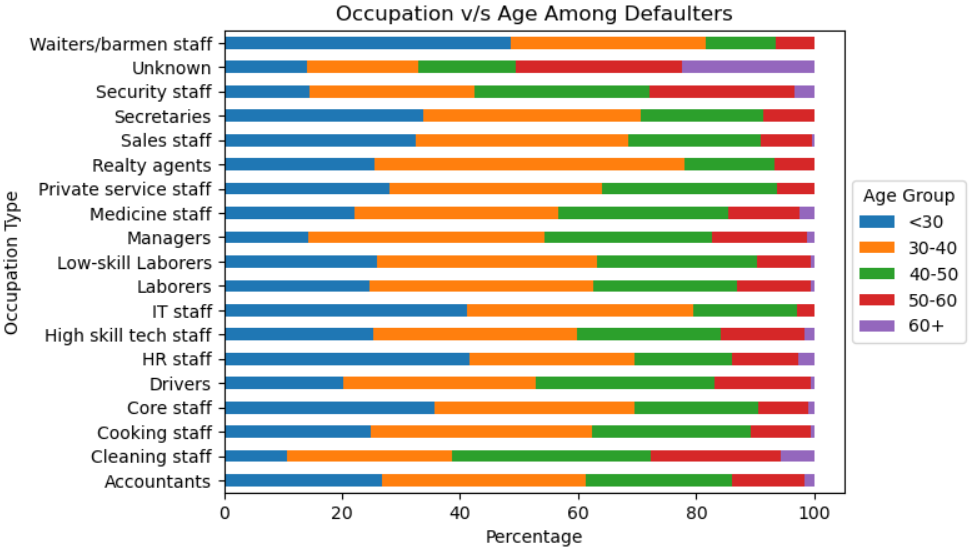 Occupation v/s Age Among Defaulters
Occupation Type
Waiters/barmen staff
Unknown
Security staff
Secretaries
Sales staff
Realty agents
Private service staff
Medicine staff
Managers
Low-skill Laborers
Laborers
IT staff
High skill tech staff
HR staff
Drivers
Core staff
Cooking staff
Cleaning staff
Accountants
0 20 40 60 80 100
Percentage
Age Group
<30
30-40
40-50
50-60
60+